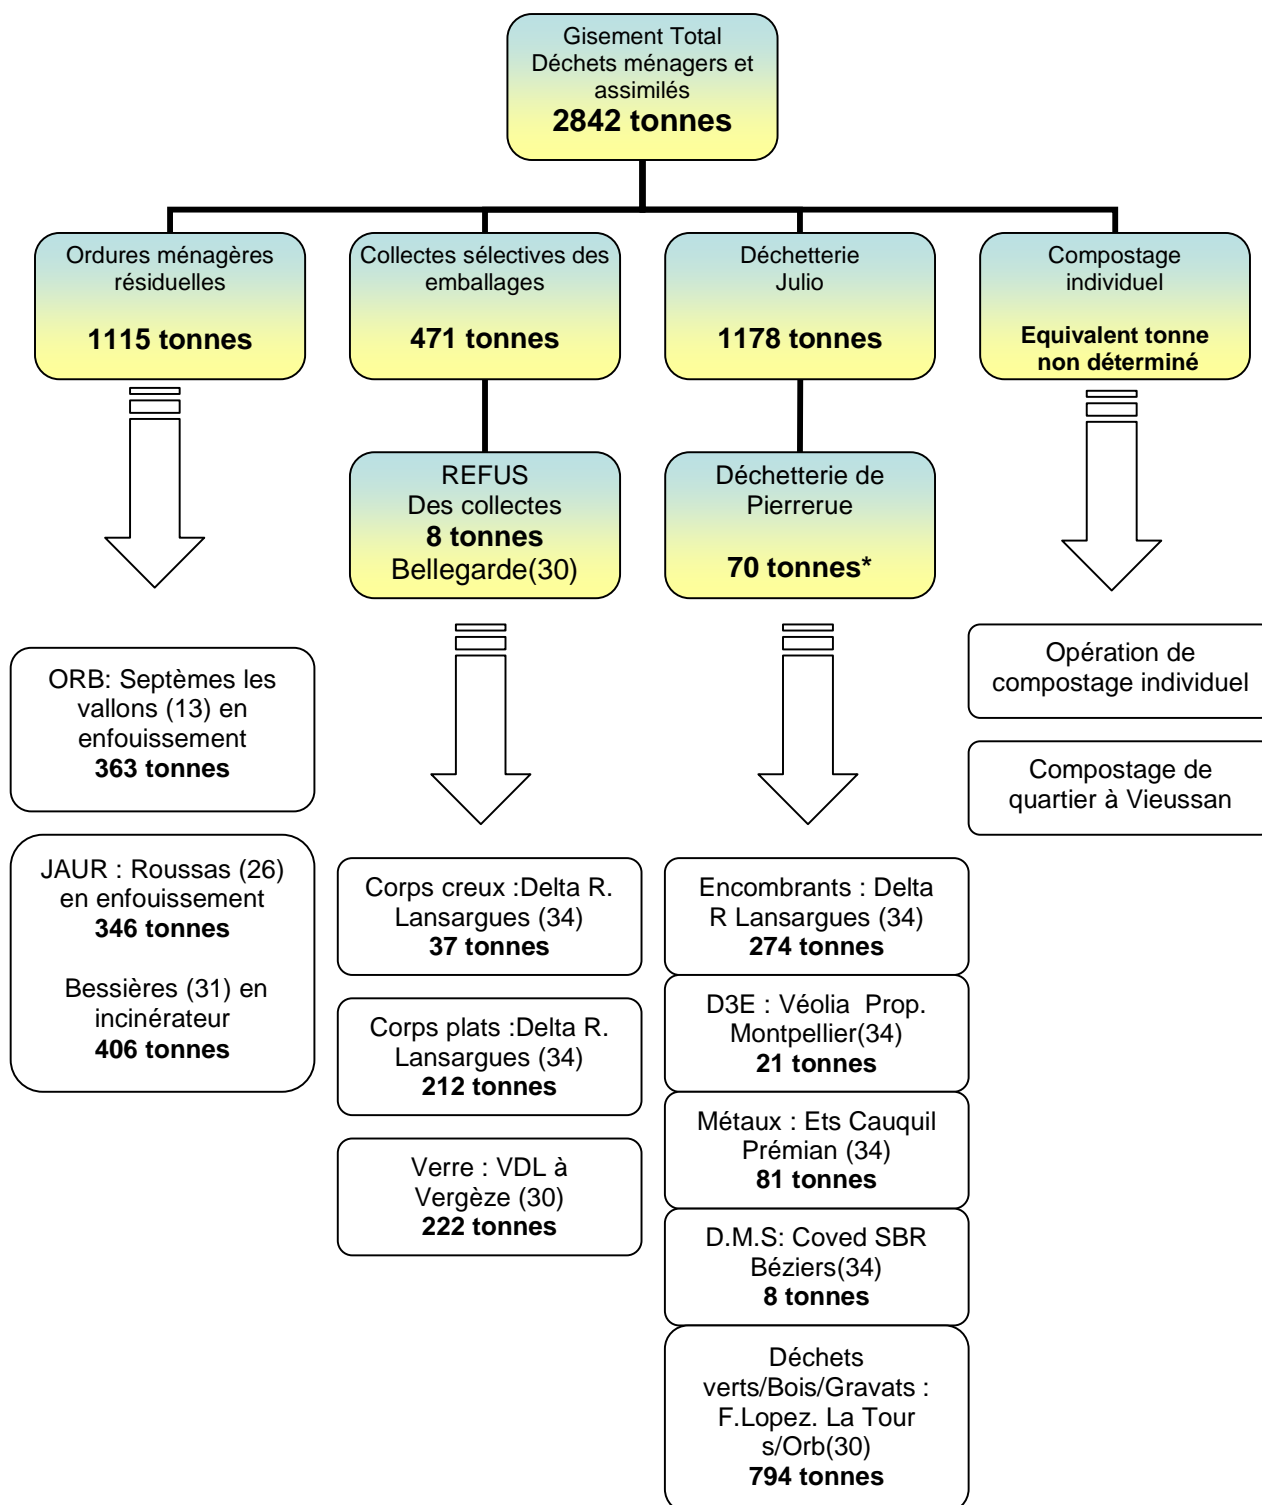 Gisement Total
Déchets ménagers et
assimilés
2842 tonnes
Ordures ménagères
résiduelles
1115 tonnes
Collectes sélectives des
emballages
471 tonnes
Déchetterie
Julio
1178 tonnes
Compostage
individuel
Equivalent tonne
non déterminé
REFUS
Des collectes
8 tonnes
Bellegarde(30)
Déchetterie de
Pierrerue
70 tonnes*
ORB: Septèmes les
vallons (13) en
enfouissement
363 tonnes
JAUR : Roussas (26)
en enfouissement
346 tonnes
Bessières (31) en
incinérateur
406 tonnes
Corps creux :Delta R.
Lansargues (34)
37 tonnes
Corps plats :Delta R.
Lansargues (34)
212 tonnes
Verre : VDL à
Vergèze (30)
222 tonnes
Encombrants : Delta
R Lansargues (34)
274 tonnes
D3E : Véolia Prop.
Montpellier(34)
21 tonnes
Métaux : Ets Cauquil
Prémian (34)
81 tonnes
D.M.S: Coved SBR
Béziers(34)
8 tonnes
Déchets
verts/Bois/Gravats :
F.Lopez. La Tour
s/Orb(30)
794 tonnes
Opération de
compostage individuel
Compostage de
quartier à Vieussan